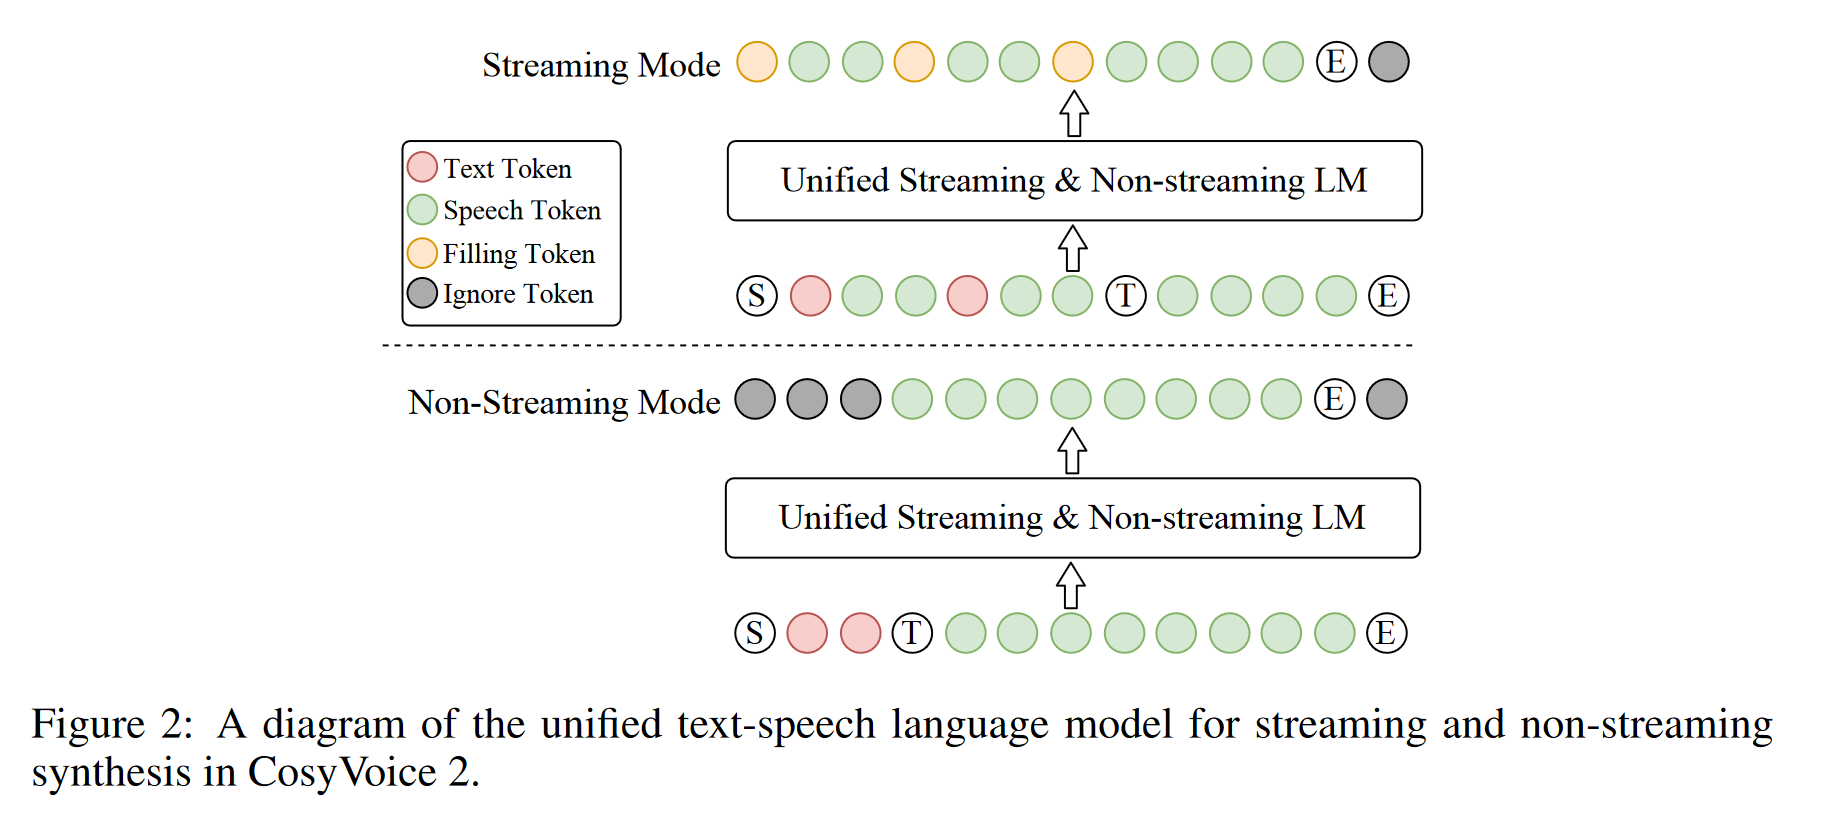 Streaming Mode E
Text Token
Speech Token
Filling Token
Ignore Token
Unified Streaming & Non-streaming LM
S T E
Non-Streaming Mode E
Unified Streaming & Non-streaming LM
S T E
Figure 2: A diagram of the unified text-speech language model for streaming and non-streaming
synthesis in CosyVoice 2.